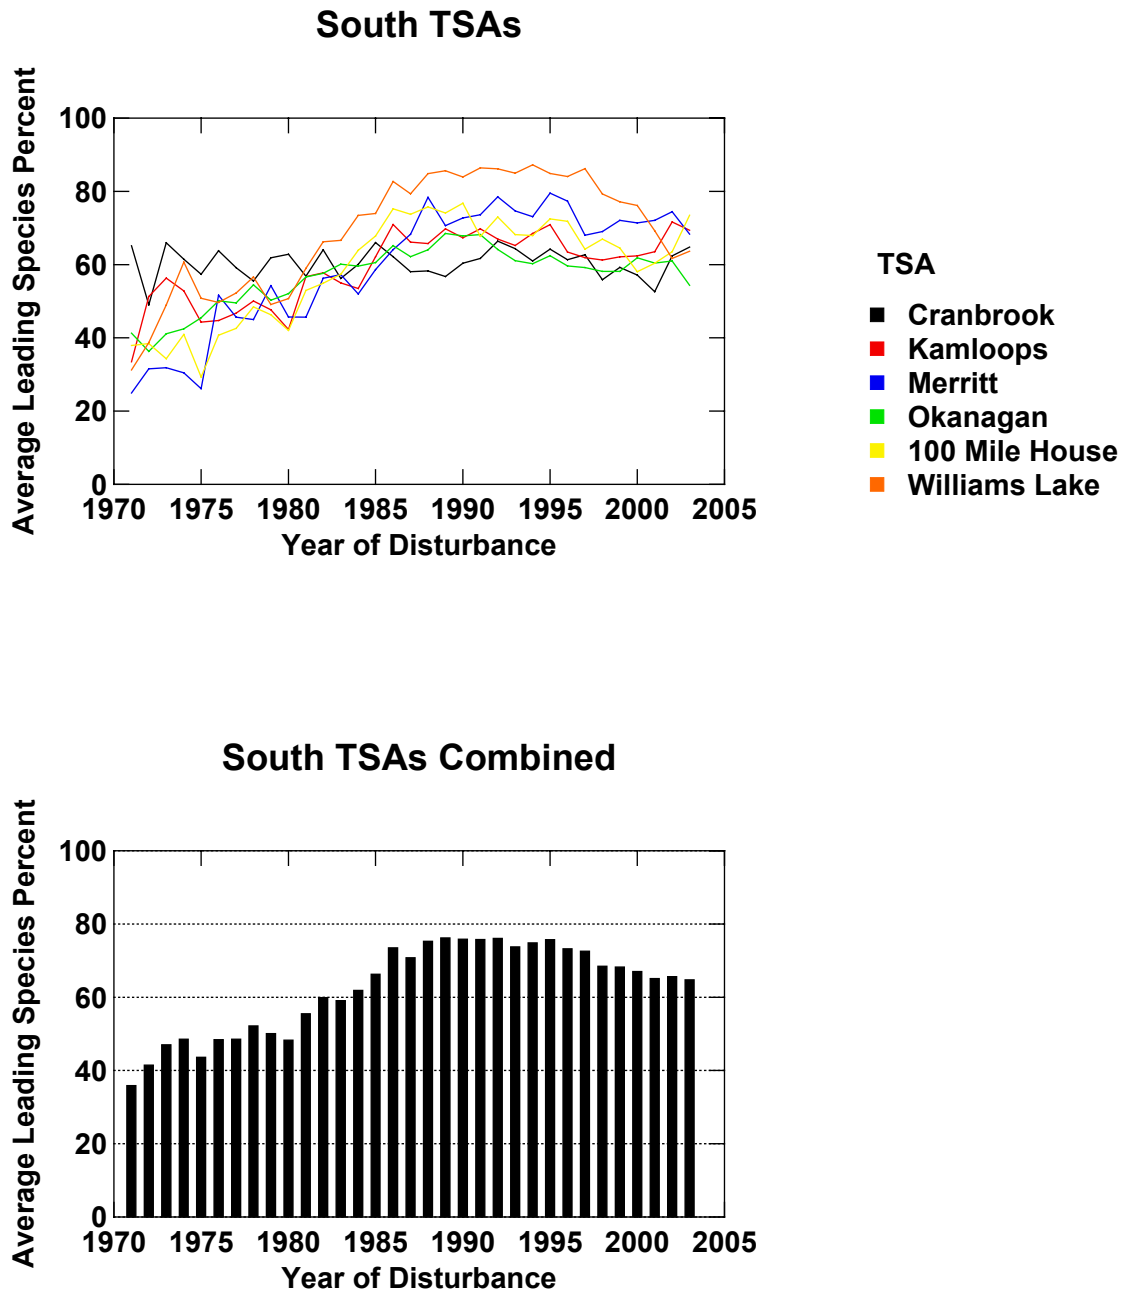 South TSAs
Average Leading Species Percent
100
80
60
40
20
0
1970 1975 1980 1985 1990 1995 2000 2005
Year of Disturbance
TSA
Cranbrook
Kamloops
Merritt
Okanagan
100 Mile House
Williams Lake
South TSAs Combined
Average Leading Species Percent
100
80
60
40
20
0
1970 1975 1980 1985 1990 1995 2000 2005
Year of Disturbance